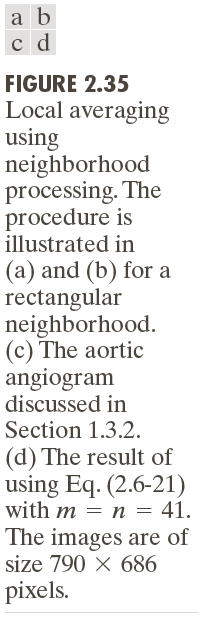 a b
c d
FIGURE 2.35
Local averaging
using
neighborhood
processing. The
procedure is
illustrated in
(a) and (b) for a
rectangular
neighborhood.
(c) The aortic
angiogram
discussed in
Section 1.3.2.
(d) The result of
using Eq. (2.6-21)
with m = n = 41.
The images are of
size 790 × 686
pixels.